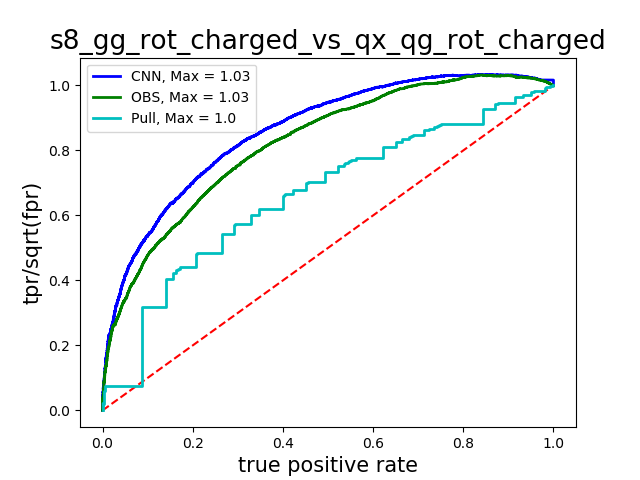 s8_gg_rot_charged_vs_qx_qg_rot_charged
CNN, Max = 1.03
OBS, Max = 1.03
Pull, Max = 1.0
tpr/sqrt(fpr)
1.0
0.8
0.6
0.4
0.2
0.0
0.0 0.2 0.4 0.6 0.8 1.0
true positive rate